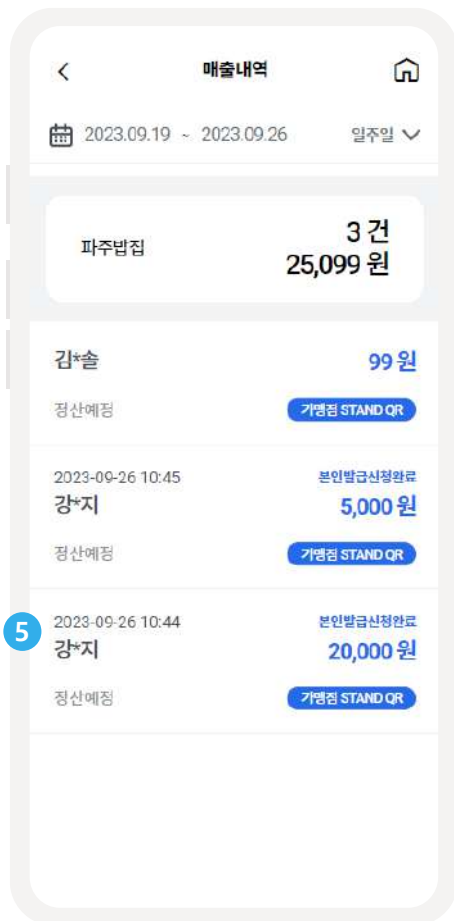 매출내역
2023.09.19 ~ 2023.09.26 일주일
파주밥집
3 건
25,099 원
김*솔 99 원
정산예정 가맹점 STAND QR
2023-09-26 10:45 본인발급신청완료
강*지 5,000 원
정산예정 가맹점 STAND QR
5
2023-09-26 10:44 본인발급신청완료
강*지 20,000 원
정산예정 가맹점 STAND QR